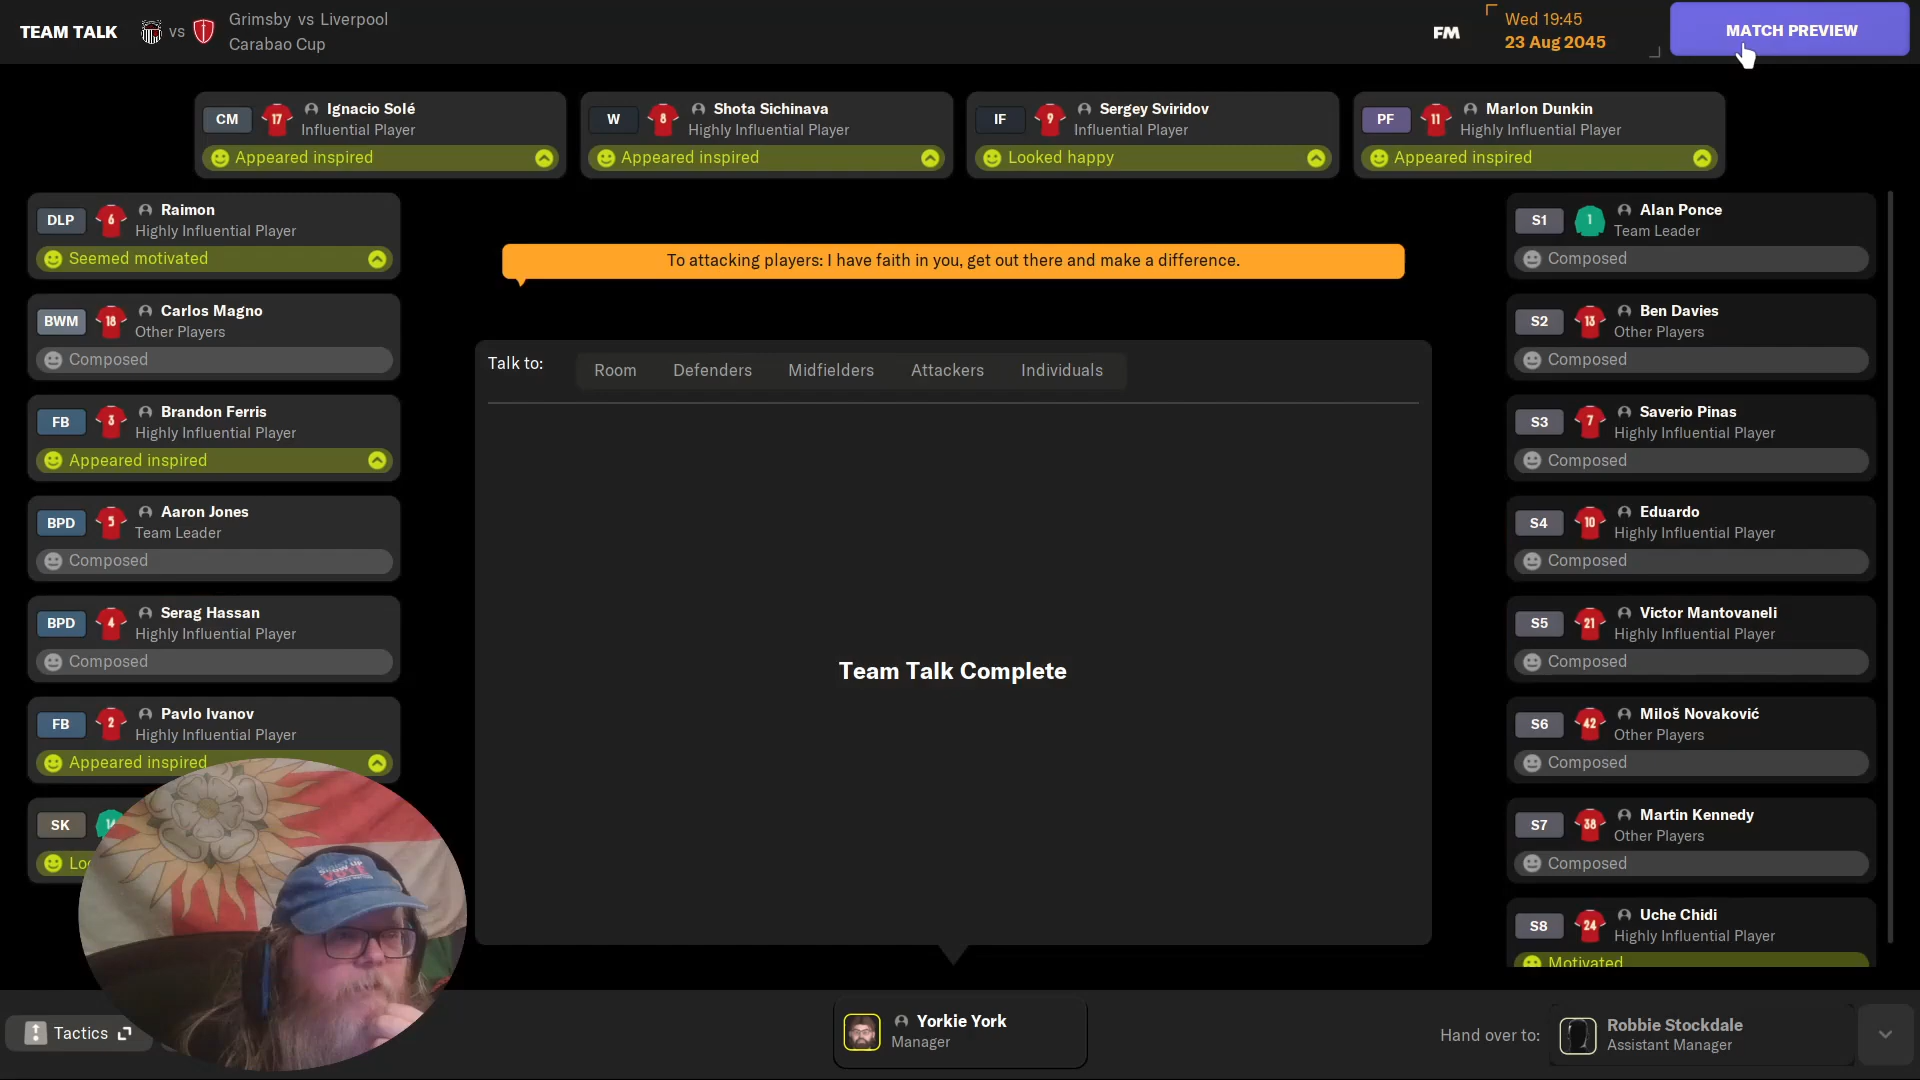 TEAM TALK
vs
Grimsby vs Liverpool
Carabao Cup
FM
Wed 19:45
23 Aug 2045
MATCH PREVIEW
CM
17
Ignacio Solé
Influential Player
Appeared inspired
W
8
Shota Sichinava
Highly Influential Player
Appeared inspired
IF
9
Sergey Sviridov
Influential Player
Looked happy
PF
11
Marlon Dunkin
Highly Influential Player
Appeared inspired
DLP
6
Raimon
Highly Influential Player
Seemed motivated
BWM
18
Carlos Magno
Other Players
Composed
FB
3
Brandon Ferris
Highly Influential Player
Appeared inspired
BPD
5
Aaron Jones
Team Leader
Composed
BPD
4
Serag Hassan
Highly Influential Player
Composed
FB
2
Pavlo Ivanov
Highly Influential Player
Appeared inspired
SK
To attacking players: I have faith in you, get out there and make a difference.
Talk to:
Room
Defenders
Midfielders
Attackers
Individuals
Team Talk Complete
S1
1
Alan Ponce
Team Leader
Composed
S2
13
Ben Davies
Other Players
Composed
S3
7
Saverio Pinas
Highly Influential Player
Composed
S4
10
Eduardo
Highly Influential Player
Composed
S5
21
Victor Mantovaneli
Highly Influential Player
Composed
S6
42
Miloš Novaković
Other Players
Composed
S7
38
Martin Kennedy
Other Players
Composed
S8
24
Uche Chidi
Highly Influential Player
Motivated
Tactics
Yorkie York
Manager
Hand over to:
Robbie Stockdale
Assistant Manager